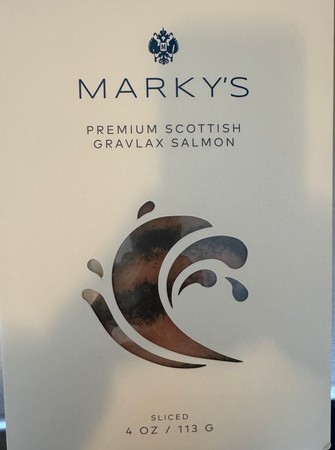 MARKY'S
PREMIUM SCOTTISH
GRAVLAX SALMON
SLICED
4 OZ / 113 G